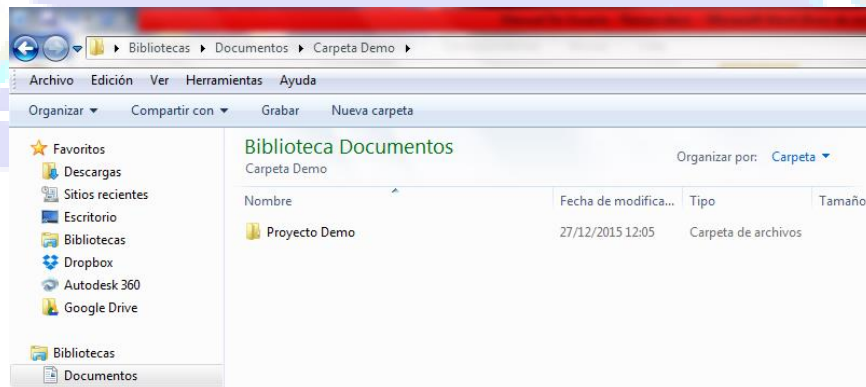 Bibliotecas Documentos Carpeta Demo
Archivo Edición Ver Herramientas Ayuda
Organizar Compartir con Grabar Nueva carpeta
Favoritos
Descargas
Sitios recientes
Escritorio
Bibliotecas
Dropbox
Autodesk 360
Google Drive
Bibliotecas
Documentos
Biblioteca Documentos
Carpeta Demo
Organizar por: Carpeta
Nombre Fecha de modifica... Tipo Tamaño
Proyecto Demo 27/12/2015 12:05 Carpeta de archivos